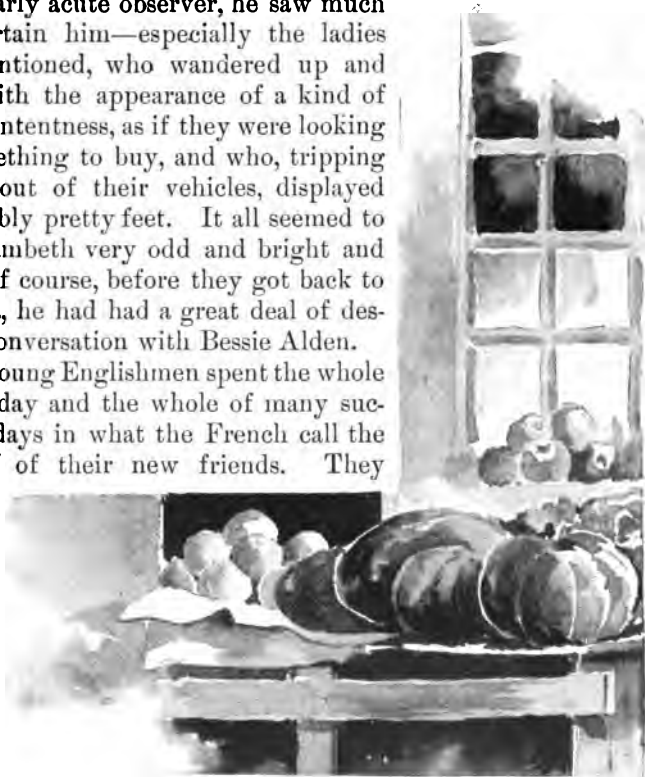 arly acute observer, he saw much
tain him—especially the ladies
ntioned, who wandered up and
ith the appearance of a kind of
ntentness, as if they were looking
ething to buy, and who, tripping
out of their vehicles, displayed
bly pretty feet. It all seemed to
mbeth very odd and bright and
f course, before they got back to
, he had had a great deal of des-
onversation with Bessie Alden.
oung Englishmen spent the whole
day and the whole of many suc-
days in what the French call the
of their new friends. They